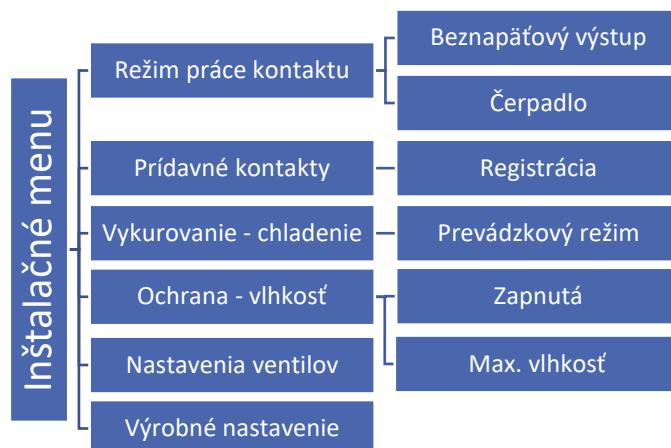 Inštalačné menu
Režim práce kontaktu
Beznapäťový výstup
Čerpadlo
Prídavné kontakty
Registrácia
Vykurovanie - chladenie
Prevádzkový režim
Ochrana - vlhkosť
Zapnutá
Max. vlhkosť
Nastavenia ventilov
Výrobné nastavenie